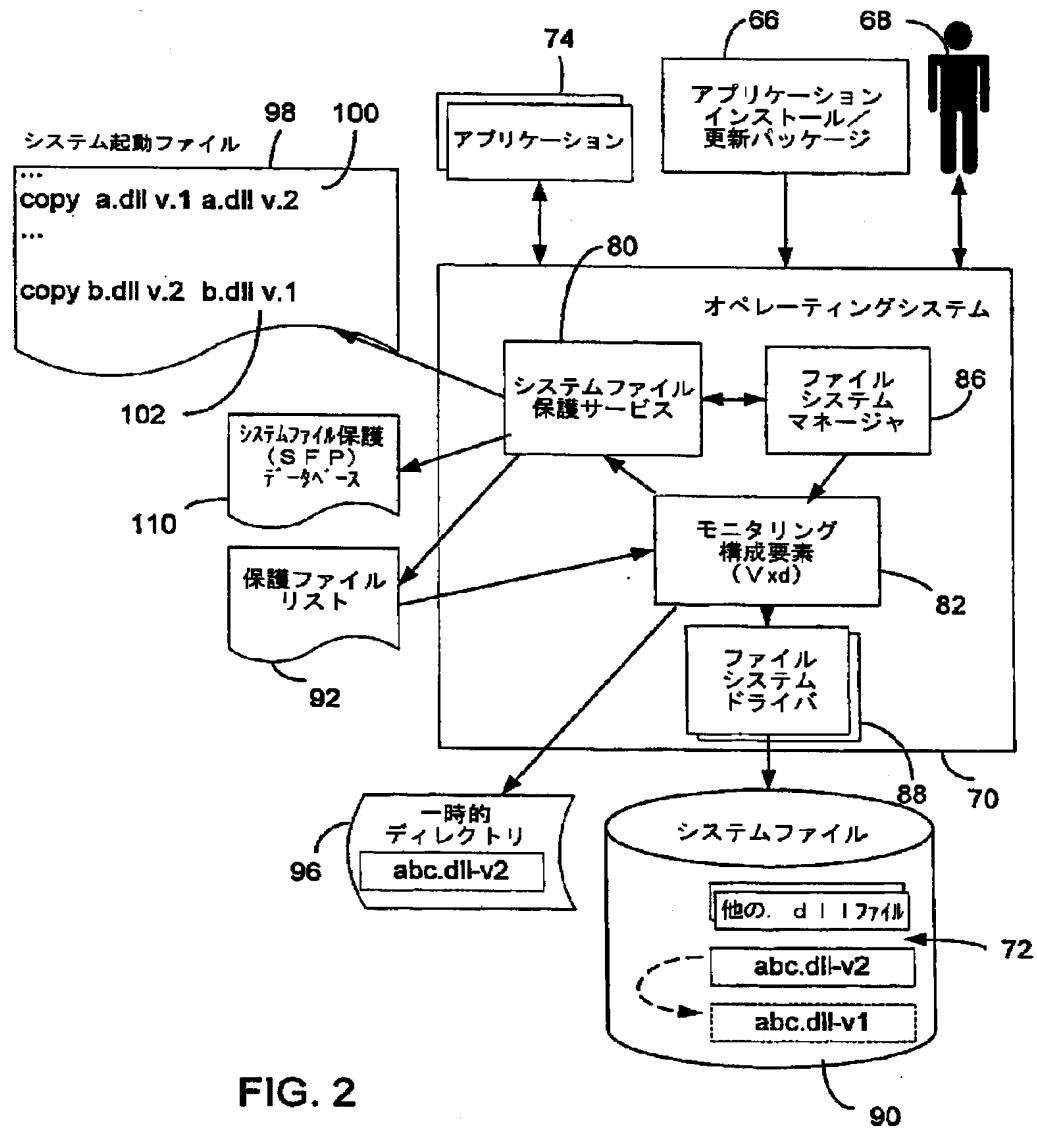 74
66
68
アプリケーション
アプリケーション
インストール／
更新パッケージ
システム起動ファイル
98
100
...
copy a.dll v.1 a.dll v.2
...
copy b.dll v.2 b.dll v.1
102
80
オペレーティングシステム
システムファイル
保護サービス
ファイル
システム
マネージャ
86
システムファイル保護
(ＳＦＰ)
データベース
110
モニタリング
構成要素
(Ｖxd)
82
保護ファイル
リスト
92
ファイル
システム
ドライバ
88
70
一時的
ディレクトリ
abc.dll-v2
96
システムファイル
他の．ｄｌｌファイル
72
abc.dll-v2
abc.dll-v1
90
FIG. 2